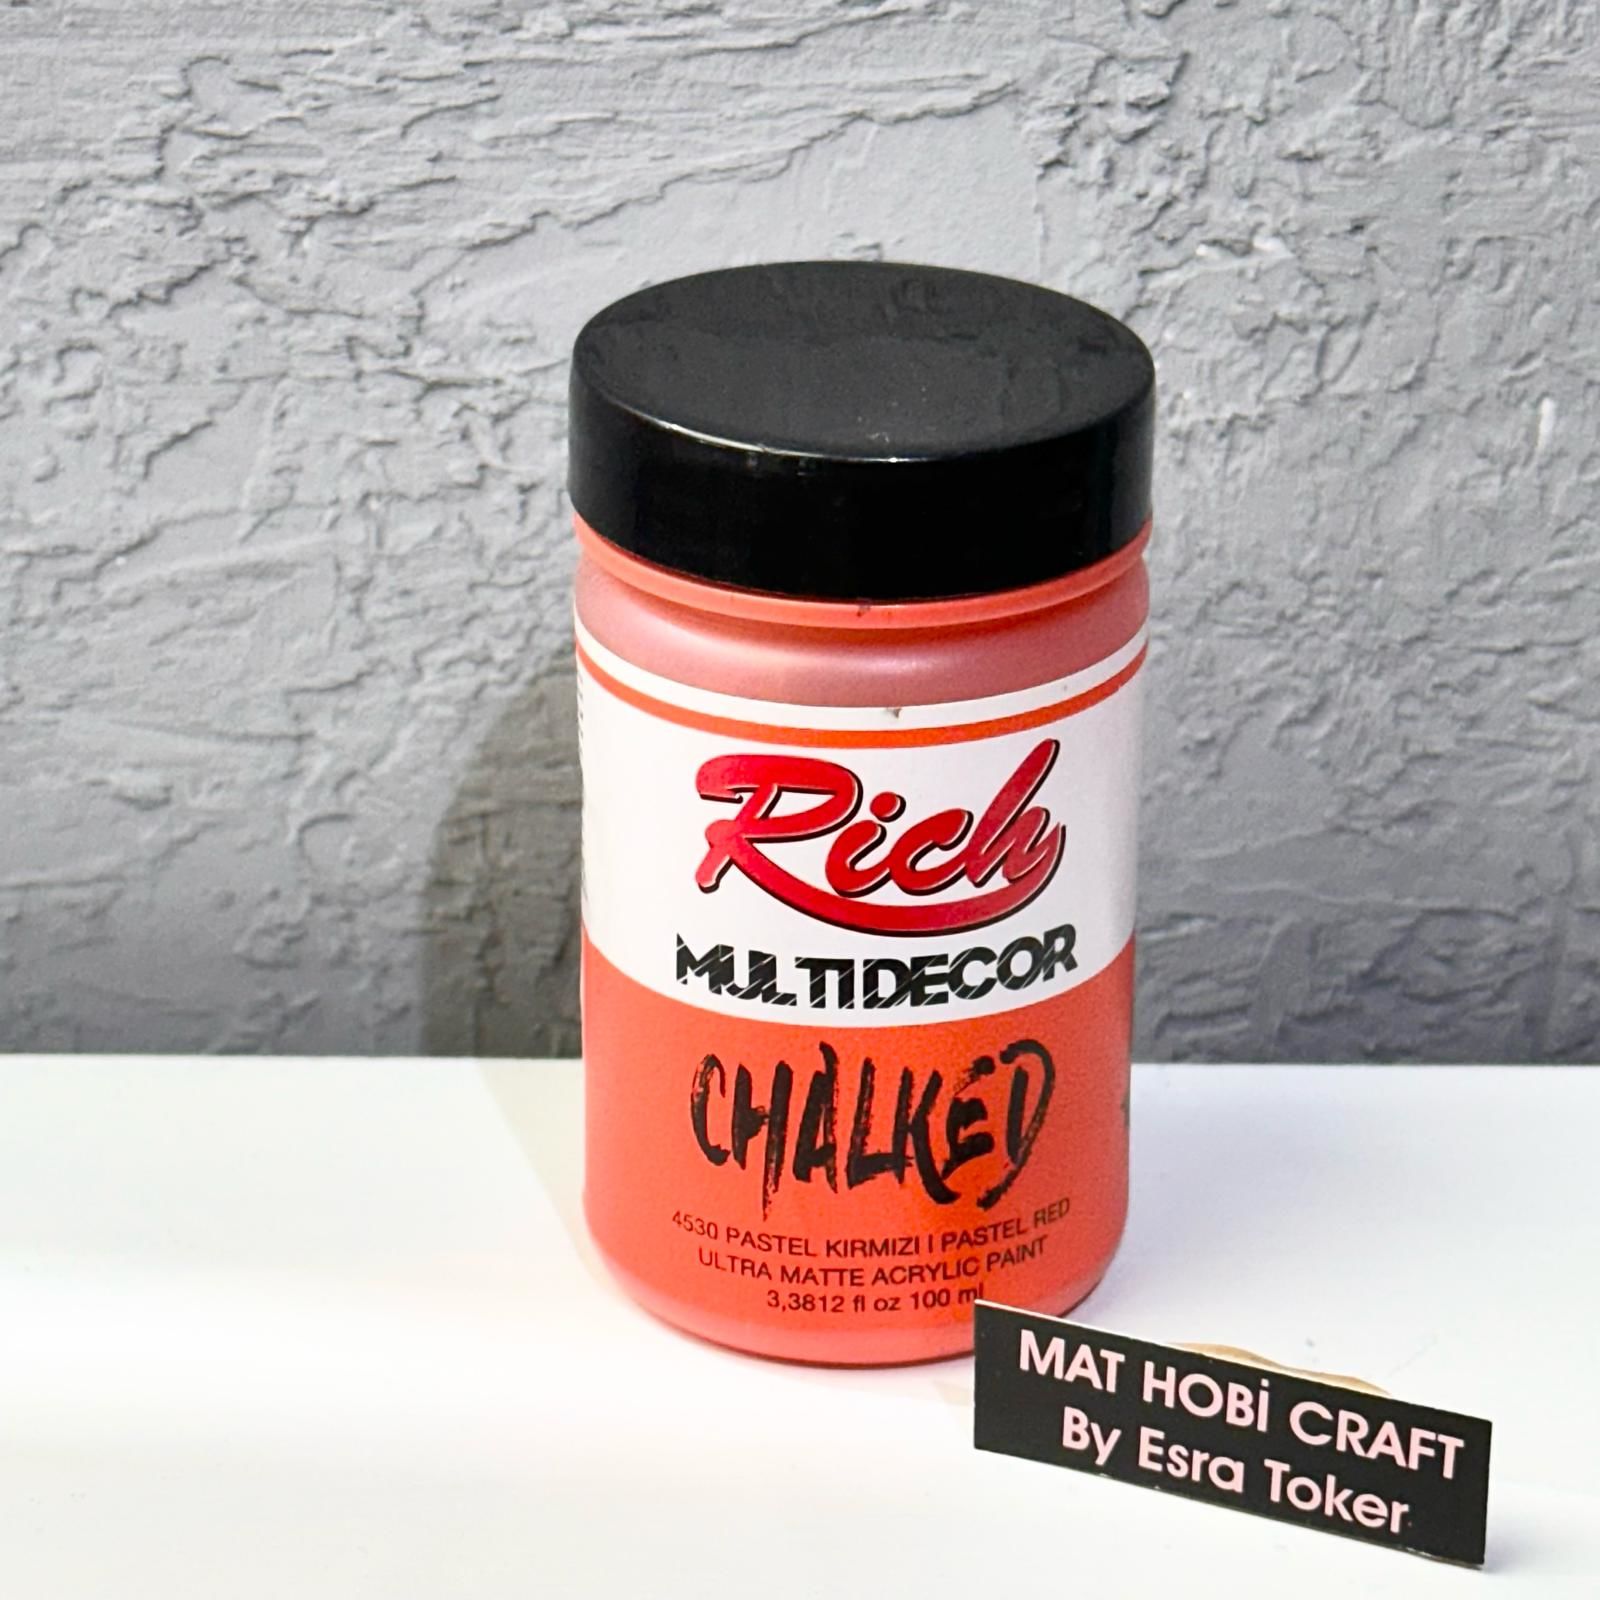 Rich
MULTIDECOR
CHALKED
4530 PASTEL KIRMIZI | PASTEL RED
ULTRA MATTE ACRYLIC PAINT
3,3812 fl oz 100 ml
MAT HOBİ CRAFT
By Esra Toker